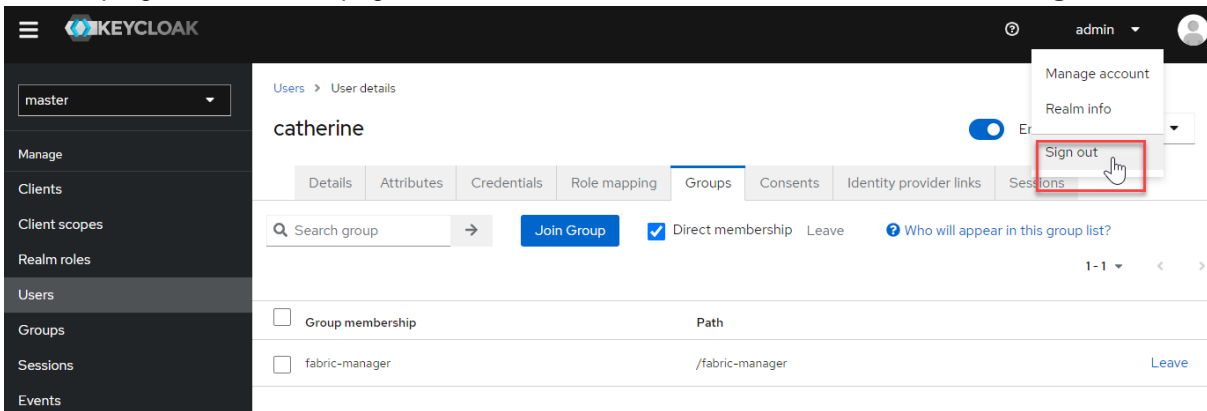 KEYCLOAK
admin
Manage account
Realm info
Sign out
master
Manage
Clients
Client scopes
Realm roles
Users
Groups
Sessions
Events
Users > User details
catherine
Details Attributes Credentials Role mapping Groups Consents Identity provider links Sessions
Search group
Join Group
Direct membership Leave
Who will appear in this group list?
1-1
Group membership Path
fabric-manager /fabric-manager Leave